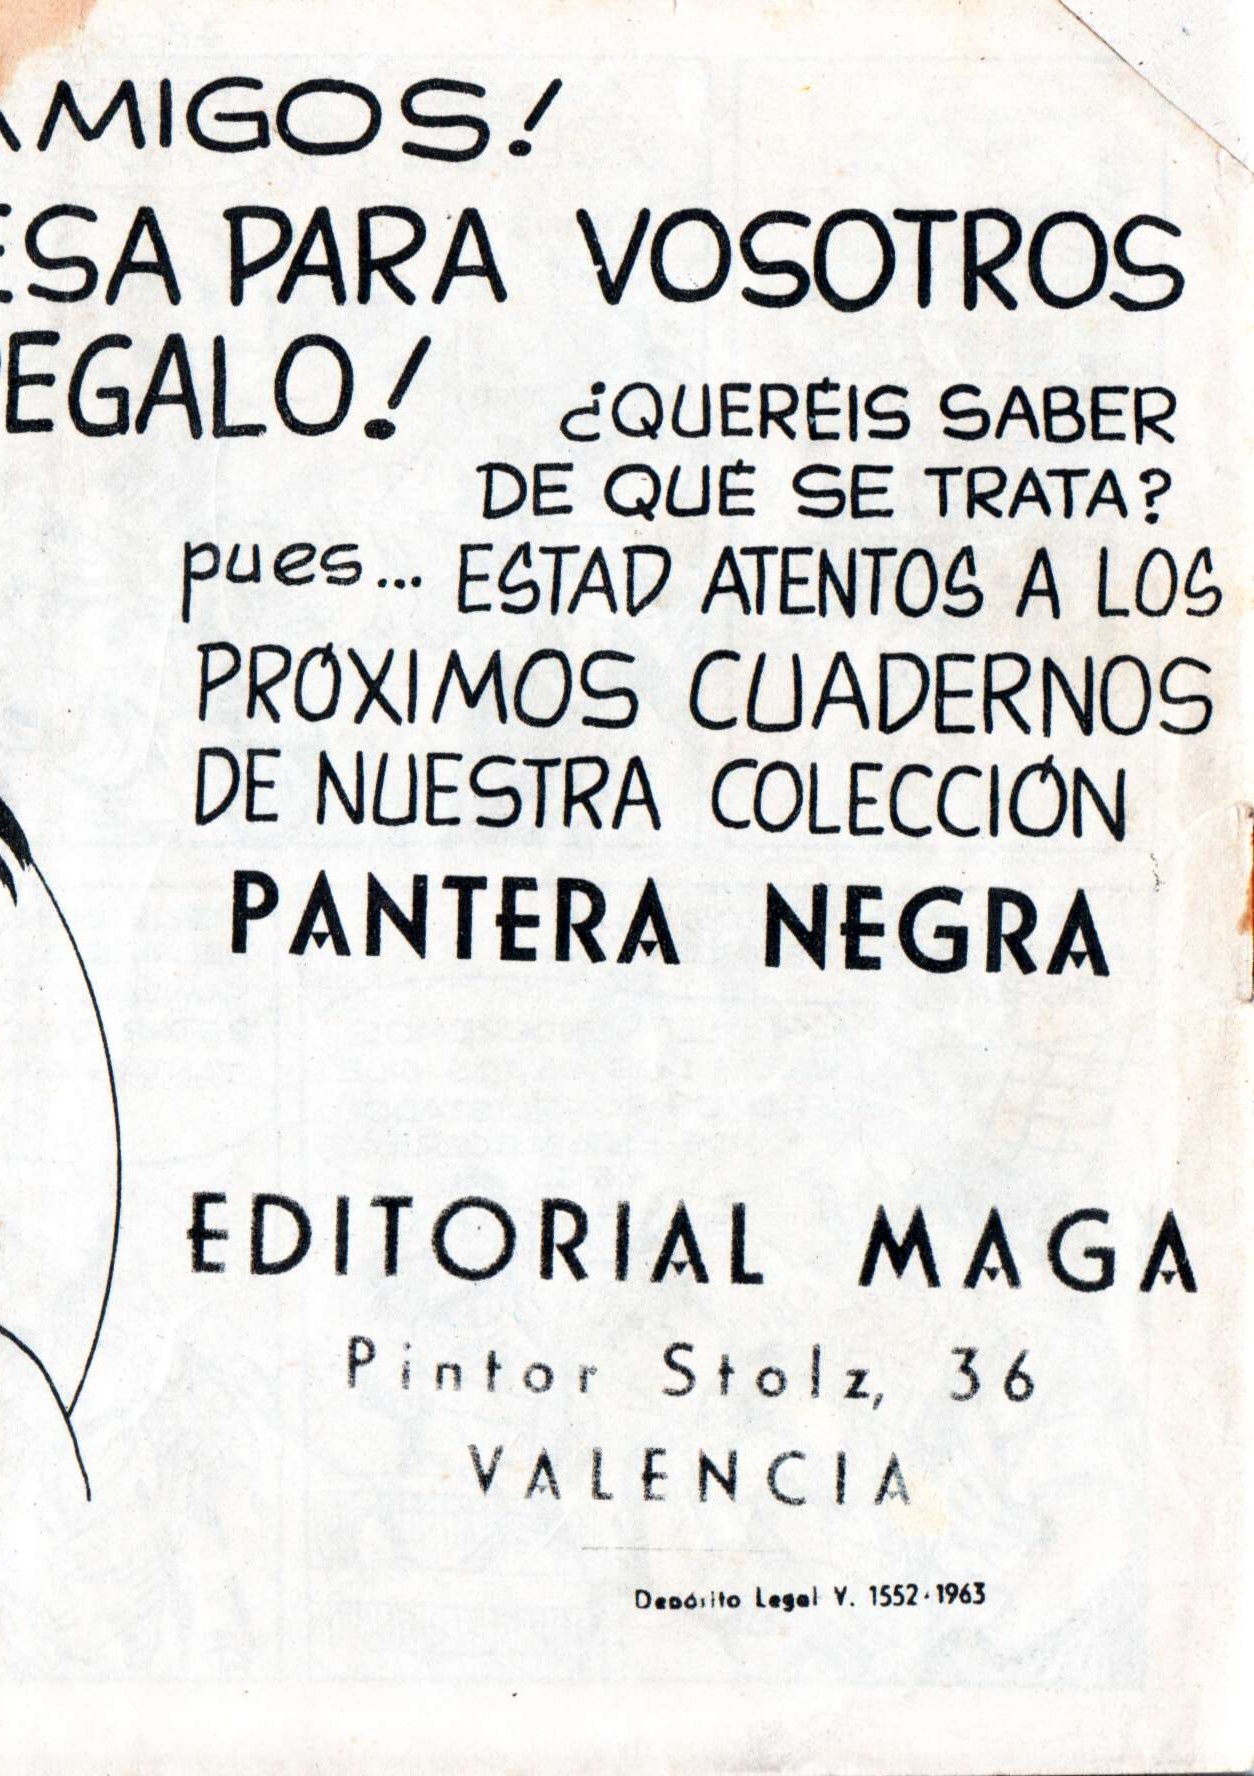 AMIGOS!
ESA PARA VOSOTROS
REGALO!
¿QUERÉIS SABER
DE QUÉ SE TRATA?
pues... ESTAD ATENTOS A LOS
PRÓXIMOS CUADERNOS
DE NUESTRA COLECCIÓN
PANTERA NEGRA
EDITORIAL MAGA
Pintor Stolz, 36
VALENCIA
Depósito Legal V. 1552-1963